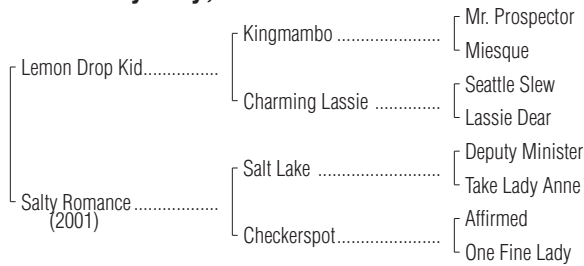 Mr. Prospector
Kingmambo
Miesque
Lemon Drop Kid
Seattle Slew
Charming Lassie
Lassie Dear
Deputy Minister
Salt Lake
Take Lady Anne
Salty Romance
(2001)
Affirmed
Checkerspot
One Fine Lady